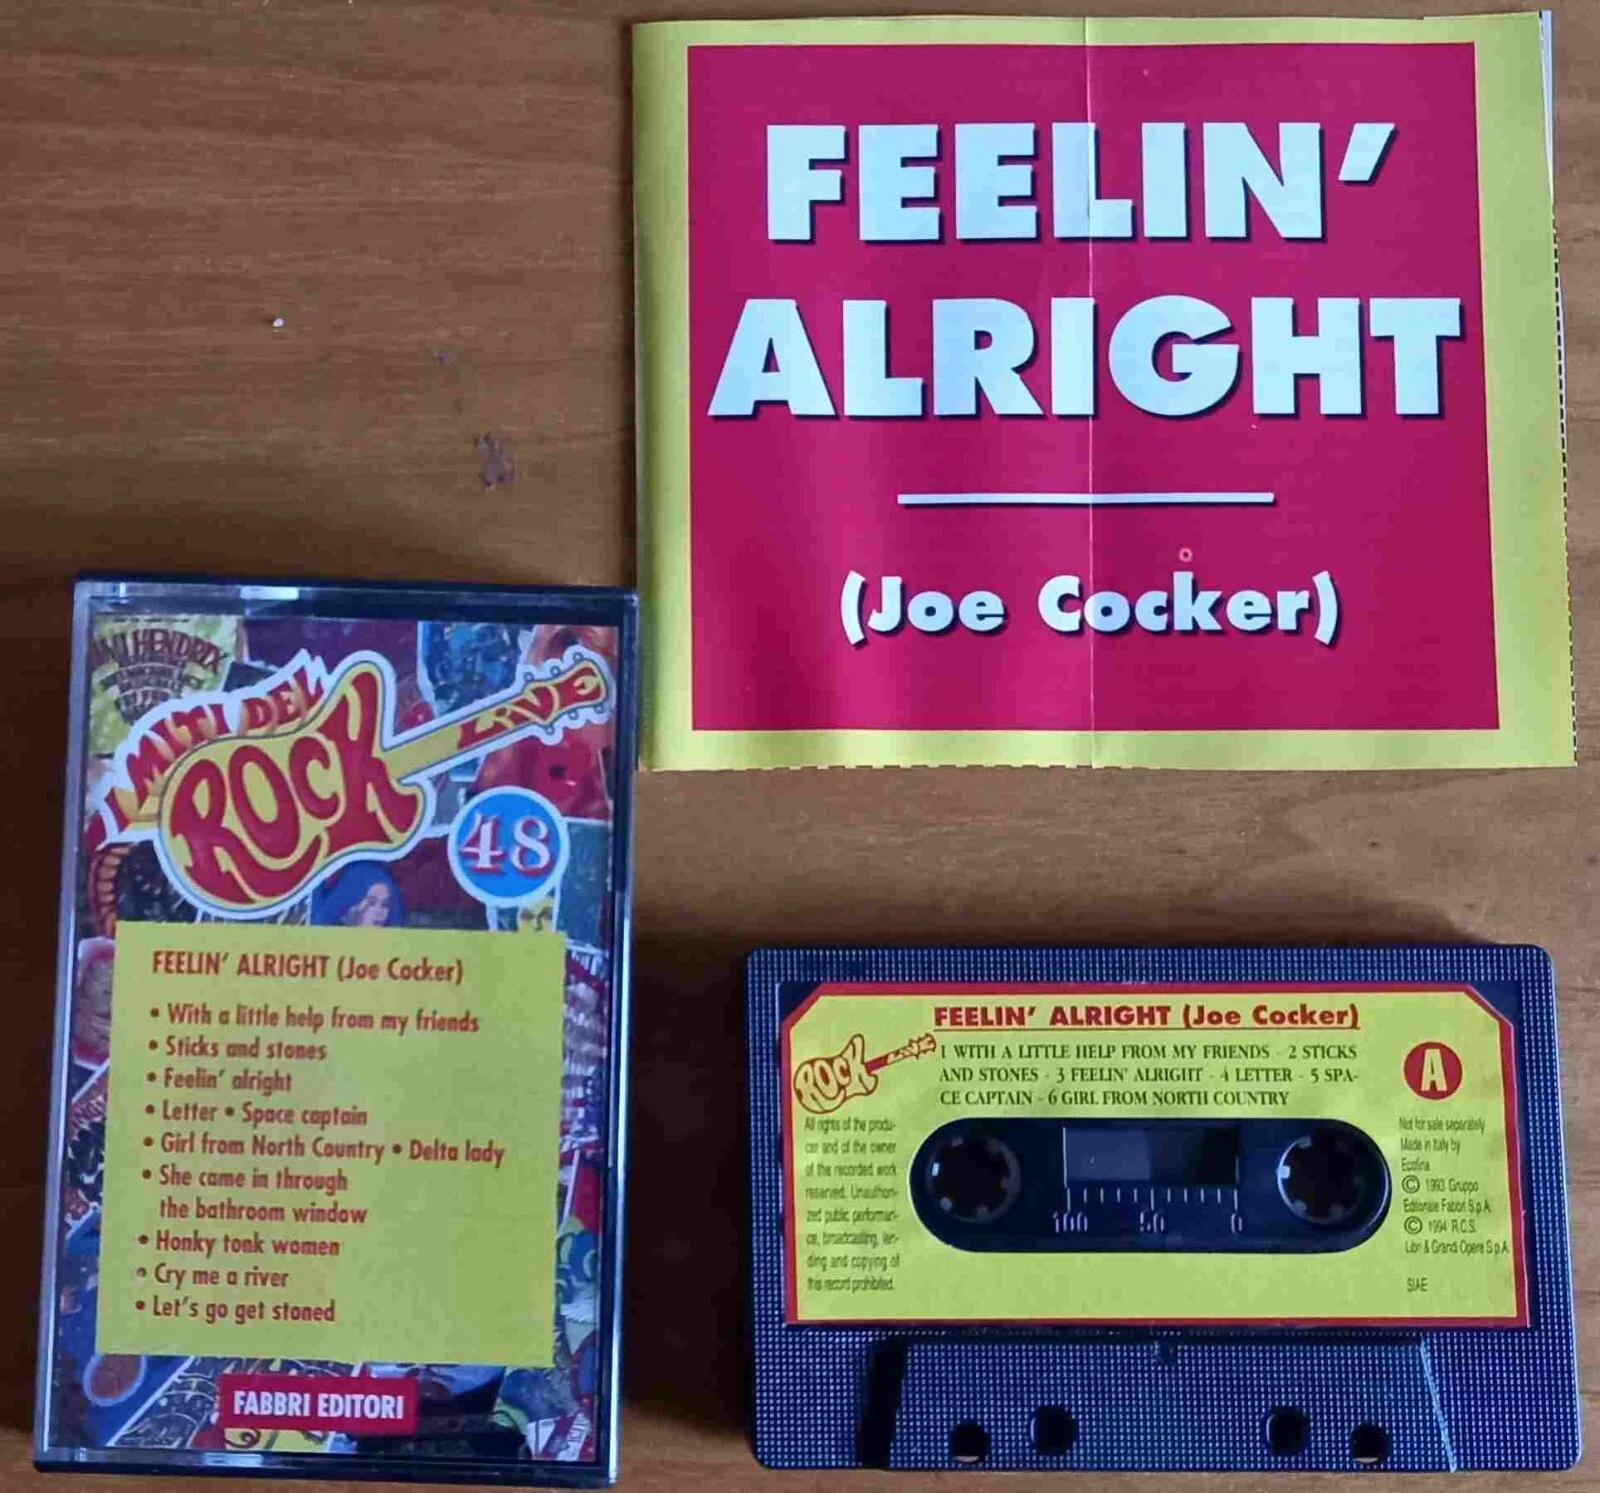 FEELIN'
ALRIGHT
(Joe Cocker)
I MITI DEL
ROCK
LIVE
48
FEELIN' ALRIGHT (Joe Cocker)
• With a little help from my friends
• Sticks and stones
• Feelin' alright
• Letter • Space captain
• Girl from North Country • Delta lady
• She came in through
the bathroom window
• Honky tonk women
• Cry me a river
• Let's go get stoned
FABBRI EDITORI
FEELIN' ALRIGHT (Joe Cocker)
ROCK LIVE
1 WITH A LITTLE HELP FROM MY FRIENDS - 2 STICKS
AND STONES - 3 FEELIN' ALRIGHT - 4 LETTER - 5 SPA-
CE CAPTAIN - 6 GIRL FROM NORTH COUNTRY
A
All rights of the produ-
cer and of the owner
of the recorded work
reserved. Unauthori-
zed public performan-
ce, broadcasting, len-
ding and copying of
this record prohibited.
100 50 0
Not for sale separately
Made in Italy by
Ecofina
© 1993 Gruppo
Editoriale Fabbri S.p.A.
© 1994 R.C.S.
Libri & Grandi Opere S.p.A.
SIAE